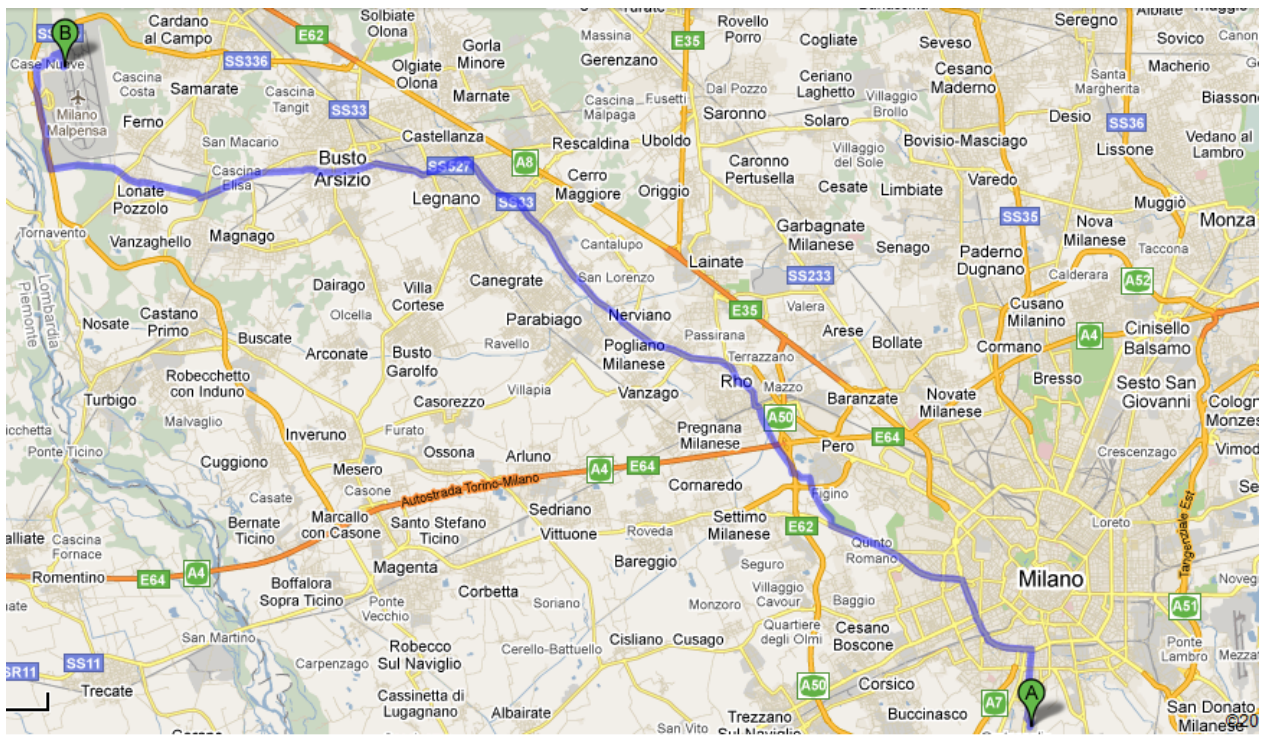 Cardano
al Campo
Solbiate
Olona
E62
Massina
Gerenzano
Rovello
Porro
E35
Cogliate
Seveso
Seregno
Albiate
Sovico
Macherio
B
Case Nuove
SS336
Gorla
Minore
Olgiate
Olona
Marnate
Cascina
Costa
Samarate
Cascina
Tangit
SS33
Cascina
Malpaga
Fusetti
Dal Pozzo
Ceriano
Laghetto
Villaggio
Brollo
Cesano
Maderno
Santa
Margherita
Biassono
Milano
Malpensa
Ferno
San Macario
Castellanza
Rescaldina
Uboldo
Saronno
Solaro
Desio
SS36
Bovisio-Masciago
Lissone
Vedano al
Lambro
Busto
Arsizio
SS527
A8
Caronno
Pertusella
Villaggio
del Sole
Cascina
Elisa
Lonate
Pozzolo
Legnano
SS33
Cerro
Maggiore
Origgio
Cesate
Limbiate
Varedo
SS35
Muggiò
Nova
Milanese
Monza
Tornavento
Vanzaghello
Magnago
Cantalupo
Garbagnate
Milanese
Senago
Paderno
Dugnano
Taccona
Lainate
SS233
Calderara
A52
Lombardia
Piemonte
Dairago
Villa
Cortese
Canegrate
San Lorenzo
Olcella
Nerviano
E35
Valera
Cusano
Milanino
Nosate
Castano
Primo
Buscate
Parabiago
Ravello
Pogliano
Milanese
Passirana
Arese
Bollate
Cormano
A4
Cinisello
Balsamo
Arconate
Busto
Garolfo
Terrazzano
Rho
Mazzo
Robecchetto
con Induno
Villapia
Vanzago
Baranzate
Novate
Milanese
Bresso
Sesto San
Giovanni
Turbigo
Malvaglio
Casorezzo
A50
Pregnana
Milanese
Pero
E64
Inveruno
Furato
Ponte Ticino
Cuggiono
Mesero
Ossona
Arluno
A4
E64
Crescenzago
Casone
Autostrada Torino-Milano
Cornaredo
Figino
Casate
Bernate
Ticino
Marcallo
con Casone
Santo Stefano
Ticino
Sedriano
Vittuone
Roveda
Settimo
Milanese
E62
Loreto
Tangenziale Est
Cascina
Fornace
Quinto
Romano
Romentino
E64
A4
Magenta
Bareggio
Seguro
Milano
Boffalora
Sopra Ticino
Corbetta
Villaggio
Cavour
Baggio
Ponte
Vecchio
Soriano
Monzoro
A51
San Martino
Quartiere
degli Olmi
Cesano
Boscone
Robecco
Sul Naviglio
Cerello-Battuello
Cisliano
Cusago
Ponte
Lambro
SR11
SS11
Carpenzago
Trecate
Cassinetta di
Lugagnano
Albairate
A50
Corsico
A7
A
Buccinasco
San Vito
Trezzano
Sul Naviglio
San Donato
Milanese
©20